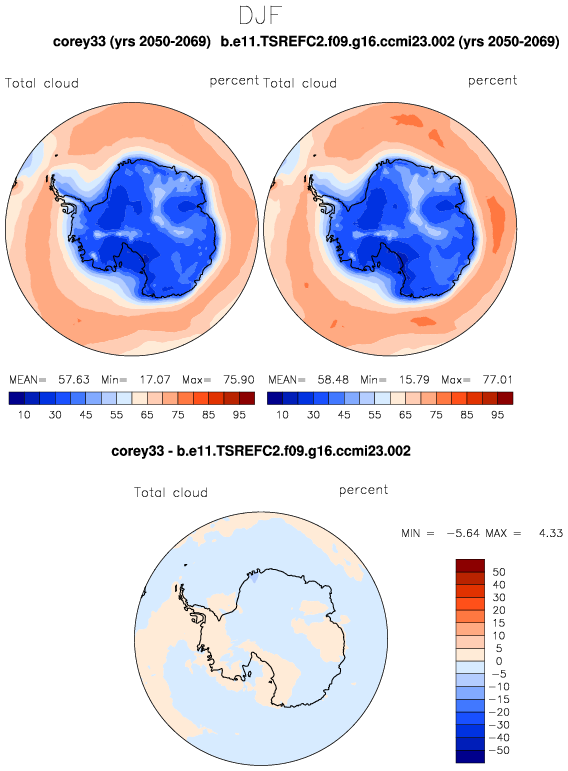 DJF
corey33 (yrs 2050-2069) b.e11.TSREFC2.f09.g16.ccmi23.002 (yrs 2050-2069)
Total cloud percent Total cloud percent
MEAN= 57.63 Min= 17.07 Max= 75.90 MEAN= 58.48 Min= 15.79 Max= 77.01
10 30 45 55 65 75 85 95 10 30 45 55 65 75 85 95
corey33 - b.e11.TSREFC2.f09.g16.ccmi23.002
Total cloud percent
MIN = -5.64 MAX = 4.33
50
40
30
20
15
10
5
0
-5
-10
-15
-20
-30
-40
-50